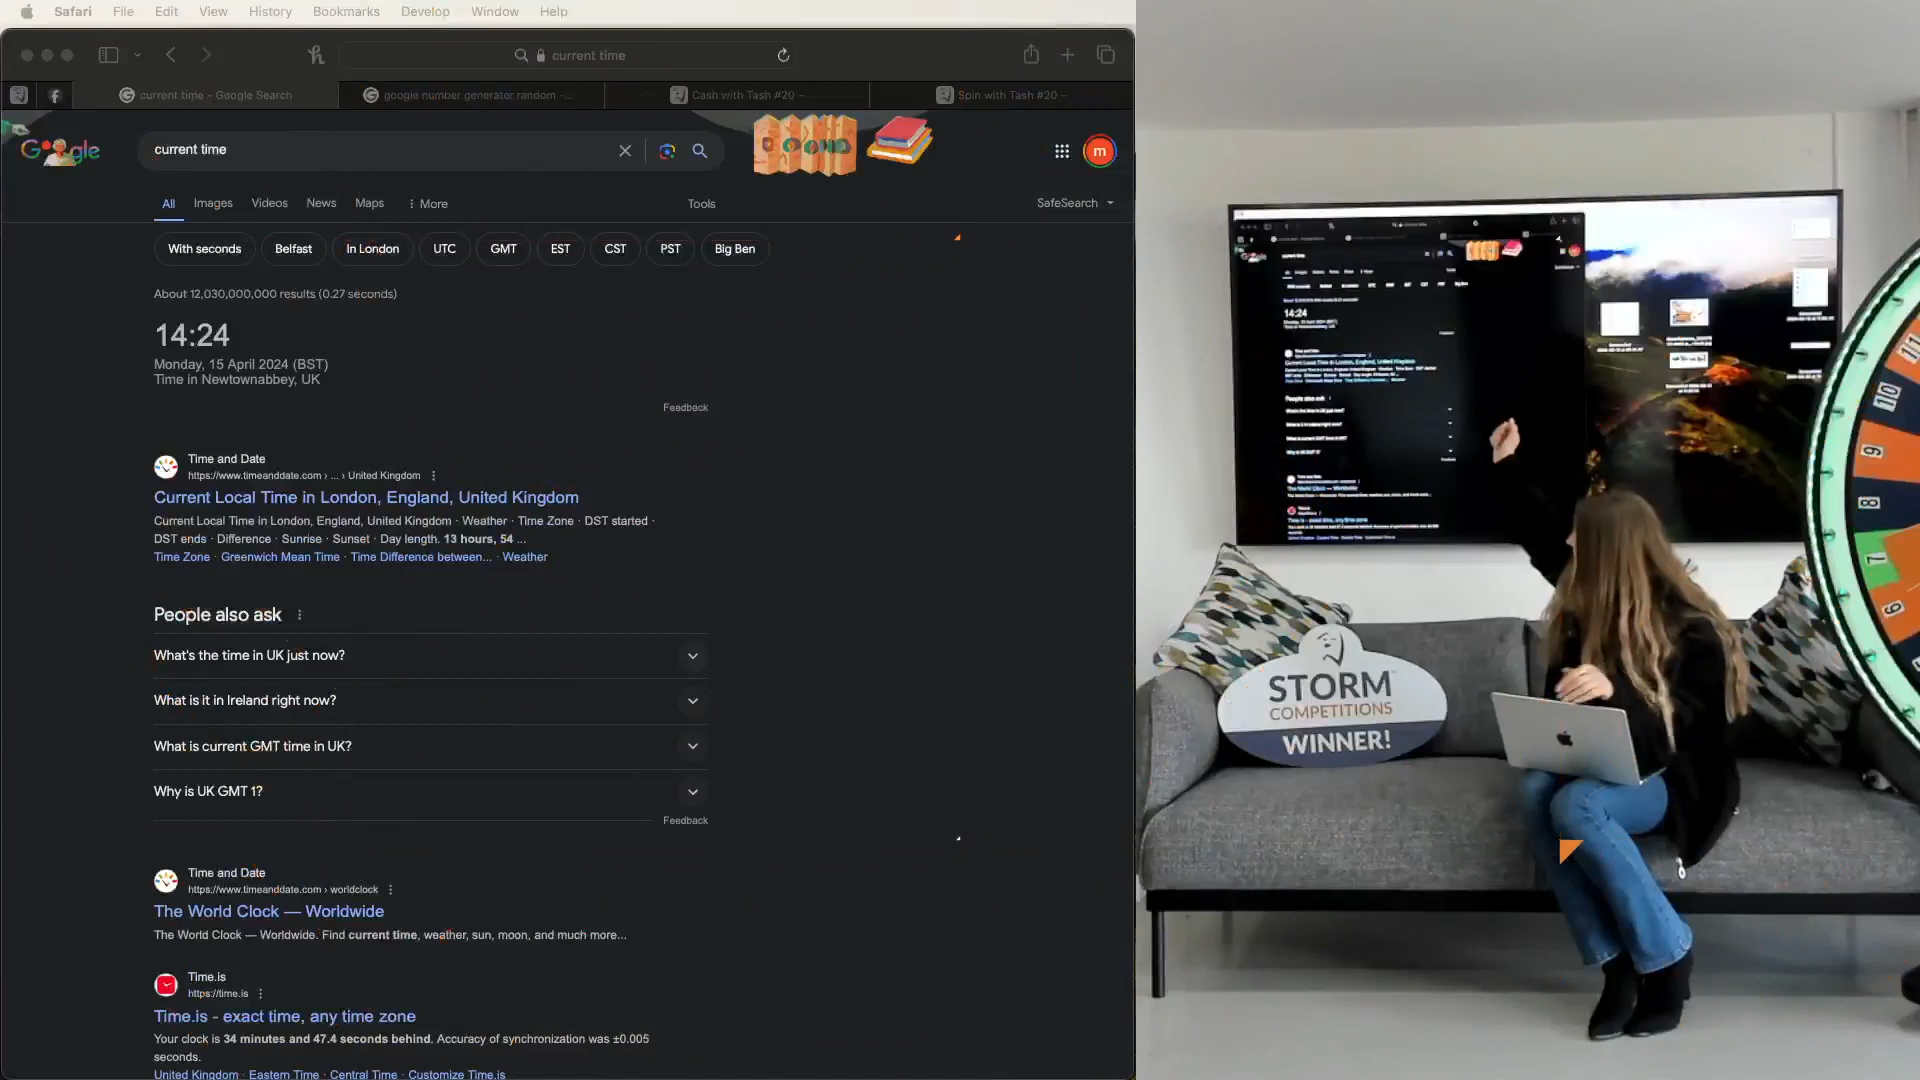 Safari File Edit View History Bookmarks Develop Window Help
current time
current time – Google Search
google number generator random -...
Cash with Tash #20 –
Spin with Tash #20 –
Google
current time
m
All Images Videos News Maps More Tools SafeSearch
With seconds Belfast In London UTC GMT EST CST PST Big Ben
About 12,030,000,000 results (0.27 seconds)
14:24
Monday, 15 April 2024 (BST)
Time in Newtownabbey, UK
Feedback
Time and Date
https://www.timeanddate.com › ... › United Kingdom
Current Local Time in London, England, United Kingdom
Current Local Time in London, England, United Kingdom · Weather · Time Zone · DST started ·
DST ends · Difference · Sunrise · Sunset · Day length. 13 hours, 54 ...
Time Zone · Greenwich Mean Time · Time Difference between... · Weather
People also ask
What's the time in UK just now?
What is it in Ireland right now?
What is current GMT time in UK?
Why is UK GMT 1?
Feedback
Time and Date
https://www.timeanddate.com › worldclock
The World Clock — Worldwide
The World Clock — Worldwide. Find current time, weather, sun, moon, and much more...
Time.is
https://time.is
Time.is - exact time, any time zone
Your clock is 34 minutes and 47.4 seconds behind. Accuracy of synchronization was ±0.005
seconds.
United Kingdom · Eastern Time · Central Time · Customize Time.is
14:24
People also ask
10
9
8
7
6
STORM
COMPETITIONS
WINNER!